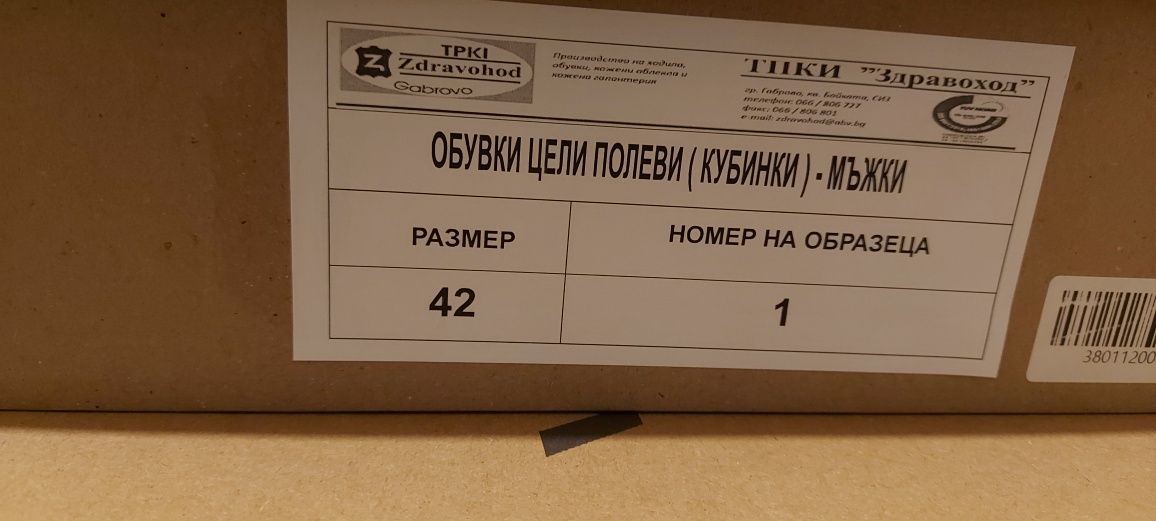 TPKI
Zdravohod
Gabrovo
Производство на ходила,
обувки, кожени облекла и
кожена галантерия
ТПКИ "Здравоход"
гр. Габрово, кв. Бойката, СИЗ
телефон: 066 / 806 727
факс: 066 / 806 801
e-mail: zdravohod@abv.bg
ОБУВКИ ЦЕЛИ ПОЛЕВИ ( КУБИНКИ ) - МЪЖКИ
РАЗМЕР
НОМЕР НА ОБРАЗЕЦА
42
1
38011200